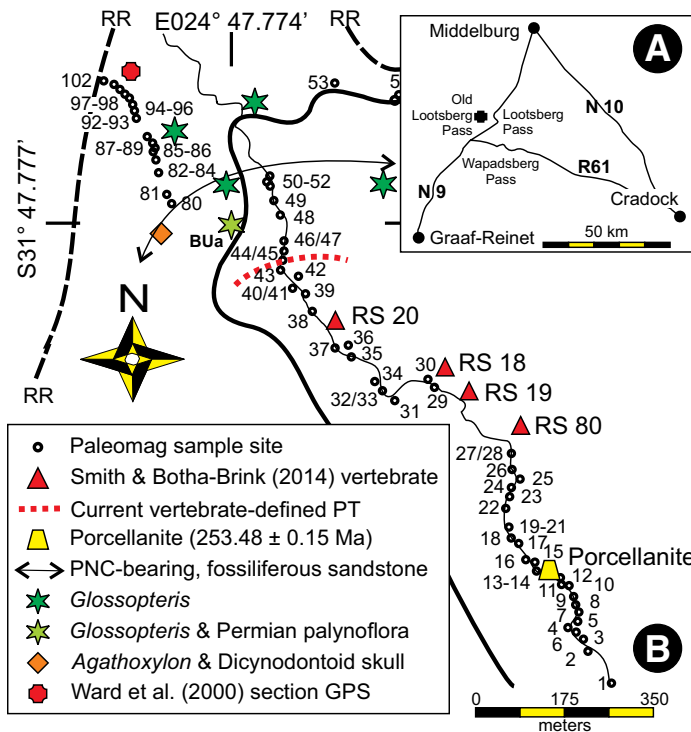 RR
E024° 47.774'
RR
S31° 47.777'
102
97-98
92-93
94-96
87-89
85-86
82-84
81
80
BUa
N
RR
53
5
50-52
49
48
46/47
44/45
43
42
40/41
39
38
RS 20
37
36
35
34
32/33
31
30
29
RS 18
RS 19
RS 80
27/28
26
25
24
23
22
19-21
18
17
16
15
Porcellanite
13-14
12
11
10
9
8
7
5
4
3
6
2
1
A
Middelburg
Old
Lootsberg
Pass
Lootsberg
Pass
N 10
Wapadsberg
Pass
R61
N 9
Cradock
Graaf-Reinet
50 km
Paleomag sample site
Smith & Botha-Brink (2014) vertebrate
Current vertebrate-defined PT
Porcellanite (253.48 ± 0.15 Ma)
PNC-bearing, fossiliferous sandstone
Glossopteris
Glossopteris & Permian palynoflora
Agathoxylon & Dicynodontoid skull
Ward et al. (2000) section GPS
B
0 175 350
meters